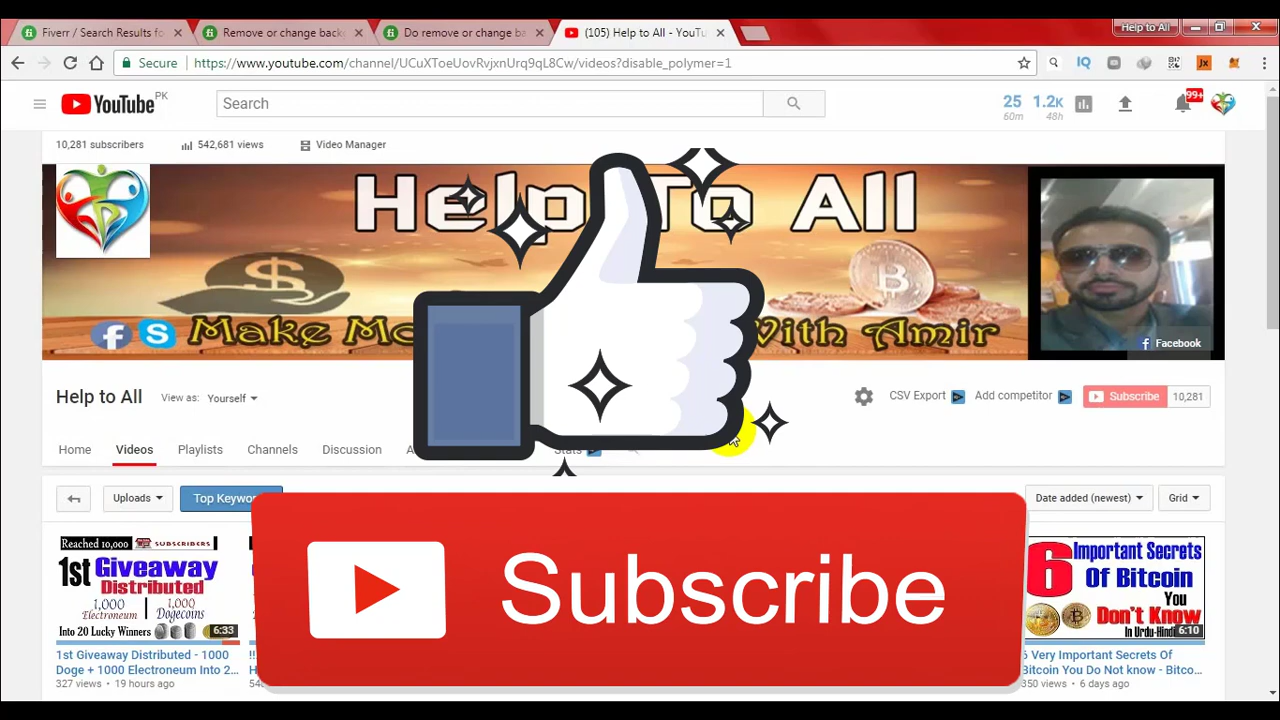 Fiverr / Search Results fo
Remove or change back
Do remove or change B
(105) Help to All - YouTu
Help to All
Secure
https://www.youtube.com/channel/UCuXToeUovRvjxnUrq9qL8Cw/videos?disable_polymer=1
IQ
Jx
YouTube PK
Search
25 1.2K
60m 48h
99+
10,281 subscribers
542,681 views
Video Manager
Help To All
Make Mo
With Amir
Facebook
Help to All
View as: Yourself
CSV Export
Add competitor
Subscribe 10,281
Home
Videos
Playlists
Channels
Discussion
A
Stats
Uploads
Top Keywo
Date added (newest)
Grid
Reached 10,000 SUBSCRIBERS
1st Giveaway
Distributed
1,000 Electroneum
1,000 Dogecoins
Into 20 Lucky Winners
6:33
1st Giveaway Distributed - 1000
Doge + 1000 Electroneum Into 2...
327 views • 19 hours ago
Subscribe
6 Important Secrets
Of Bitcoin
You
Don't Know
In Urdu-Hindi
6:10
6 Very Important Secrets Of
Bitcoin You Do Not know - Bitco...
350 views • 6 days ago